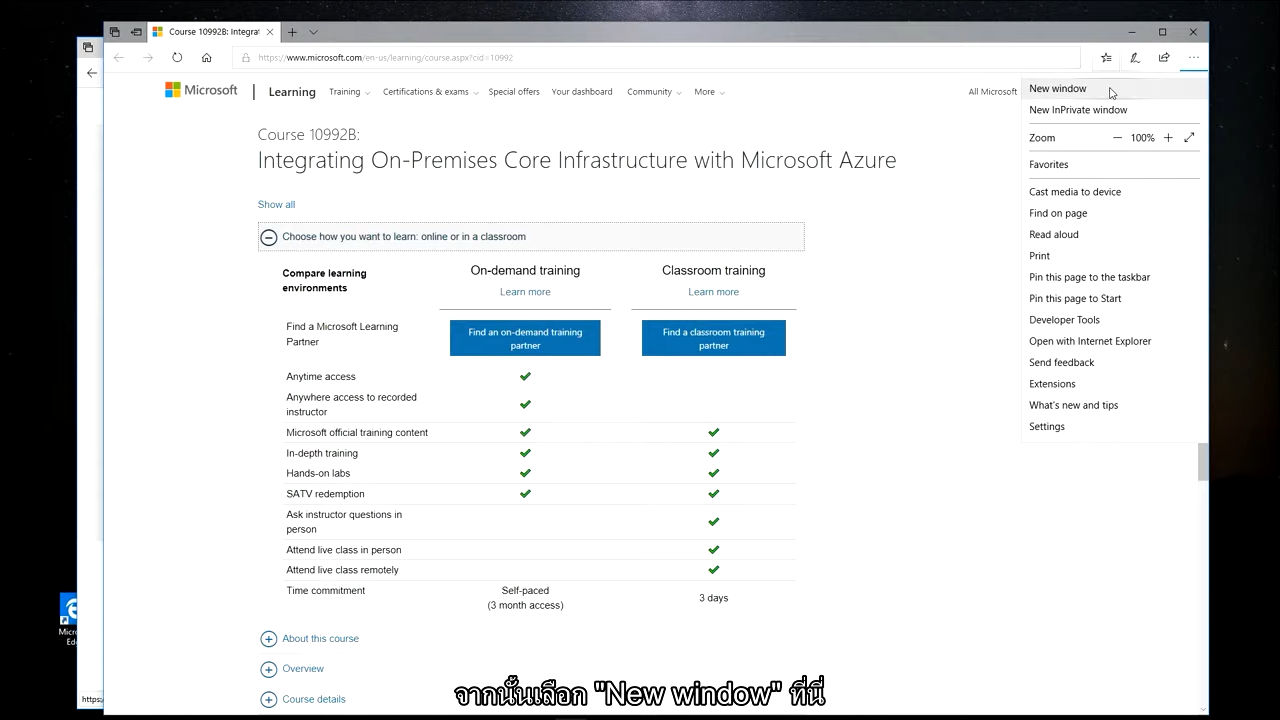 Course 10992B: Integrat
https://www.microsoft.com/en-us/learning/course.aspx?cid=10992
Microsoft
Learning
Training
Certifications & exams
Special offers
Your dashboard
Community
More
All Microsoft
New window
New InPrivate window
Zoom
100%
Favorites
Cast media to device
Find on page
Read aloud
Print
Pin this page to the taskbar
Pin this page to Start
Developer Tools
Open with Internet Explorer
Send feedback
Extensions
What's new and tips
Settings
Course 10992B:
Integrating On-Premises Core Infrastructure with Microsoft Azure
Show all
Choose how you want to learn: online or in a classroom
Compare learning
environments
On-demand training
Learn more
Classroom training
Learn more
Find a Microsoft Learning
Partner
Find an on-demand training
partner
Find a classroom training
partner
Anytime access
Anywhere access to recorded
instructor
Microsoft official training content
In-depth training
Hands-on labs
SATV redemption
Ask instructor questions in
person
Attend live class in person
Attend live class remotely
Time commitment
Self-paced
(3 month access)
3 days
About this course
Overview
Course details
Micro
Ed
https:/
จากนั้นเลือก "New window" ที่นี่